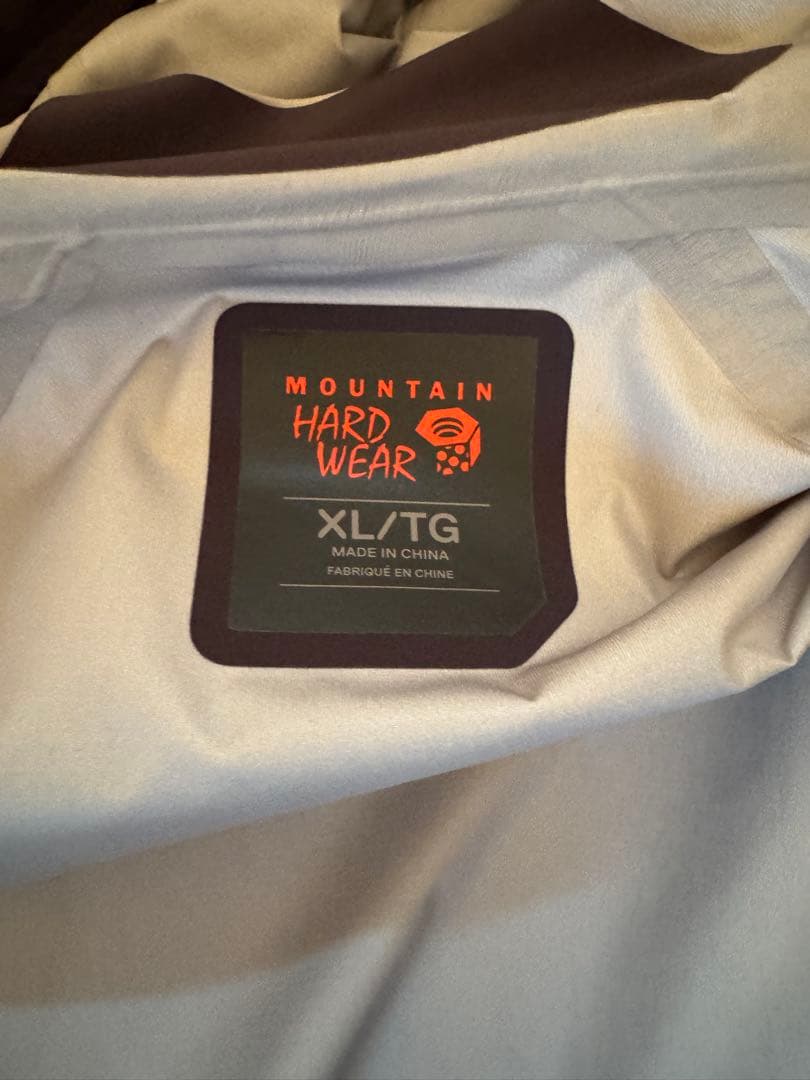 MOUNTAIN
HARD
WEAR
XL/TG
MADE IN CHINA
FABRIQUÉ EN CHINE